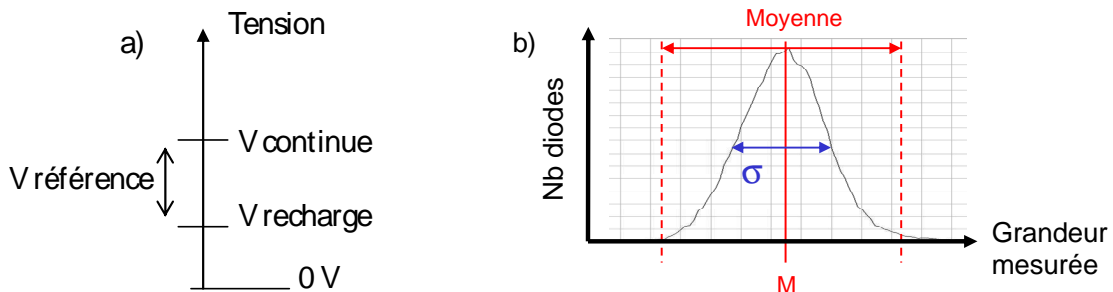 a)
Tension
V continue
V référence
V recharge
0 V
b)
Moyenne
Nb diodes
σ
M
Grandeur
mesurée